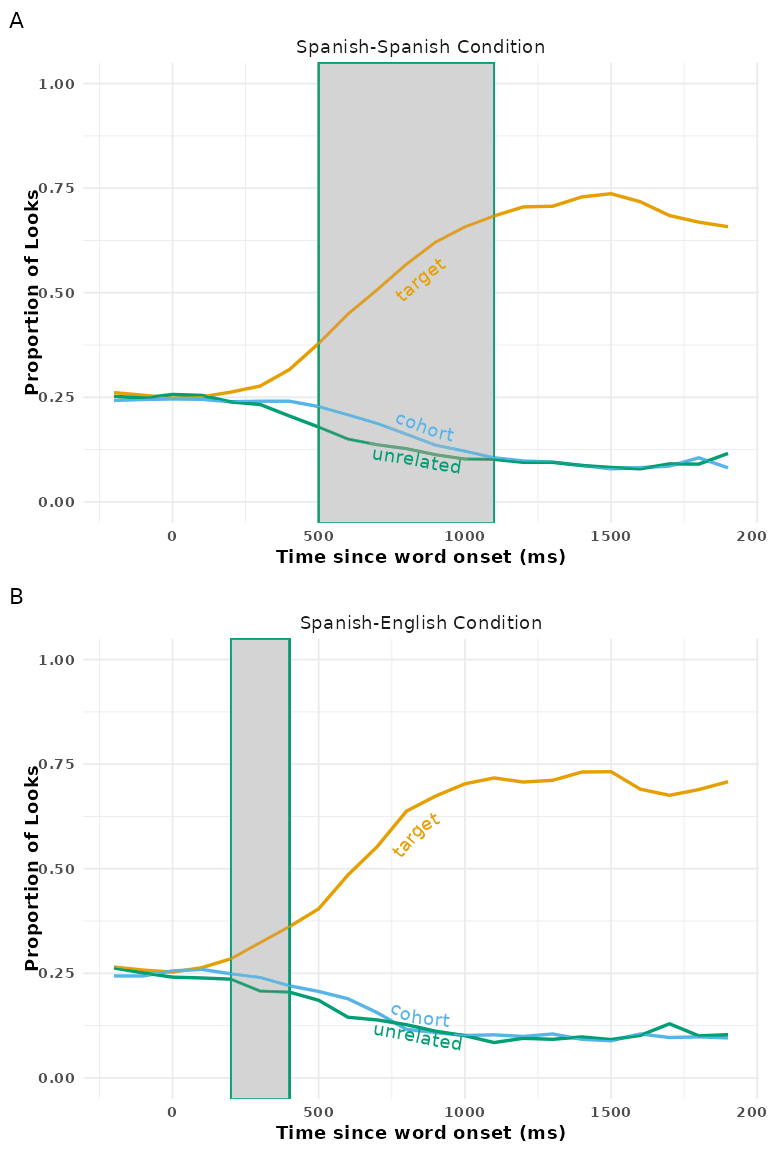 A
Spanish-Spanish Condition
1.00
0.75
0.50
0.25
0.00
Proportion of Looks
target
cohort
unrelated
0 500 1000 1500 200
Time since word onset (ms)
B
Spanish-English Condition
1.00
0.75
0.50
0.25
0.00
Proportion of Looks
target
cohort
unrelated
0 500 1000 1500 200
Time since word onset (ms)